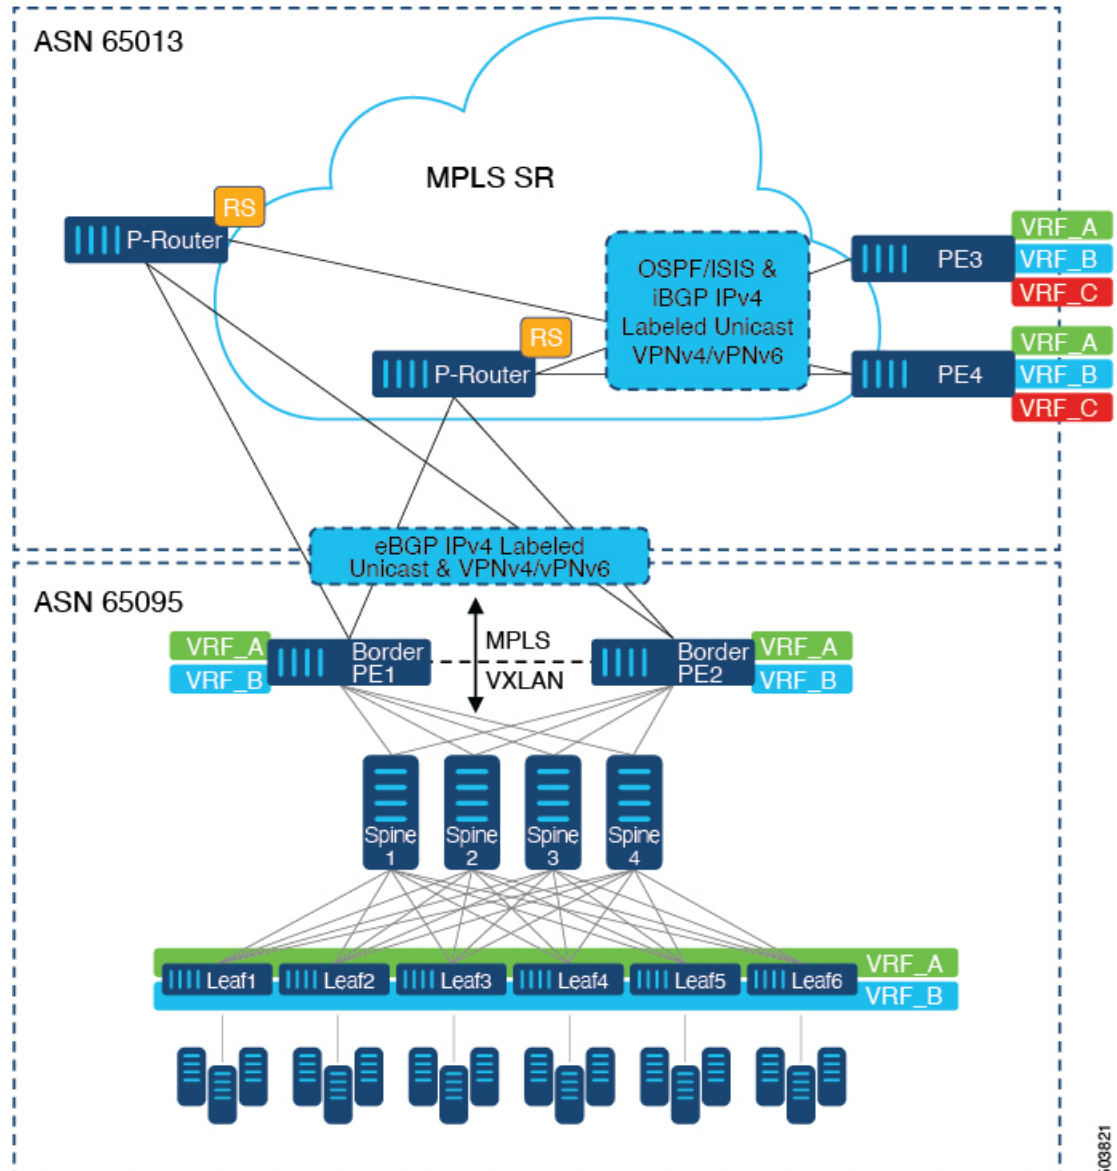 ASN 65013
MPLS SR
RS
P-Router
OSPF/ISIS &
iBGP IPv4
Labeled Unicast
VPNv4/vPNv6
PE3
VRF_A
VRF_B
VRF_C
RS
P-Router
PE4
VRF_A
VRF_B
VRF_C
eBGP IPv4 Labeled
Unicast & VPNv4/vPNv6
ASN 65095
VRF_A
VRF_B
Border
PE1
MPLS
VXLAN
Border
PE2
VRF_A
VRF_B
Spine
1
Spine
2
Spine
3
Spine
4
Leaf1
Leaf2
Leaf3
Leaf4
Leaf5
Leaf6
VRF_A
VRF_B